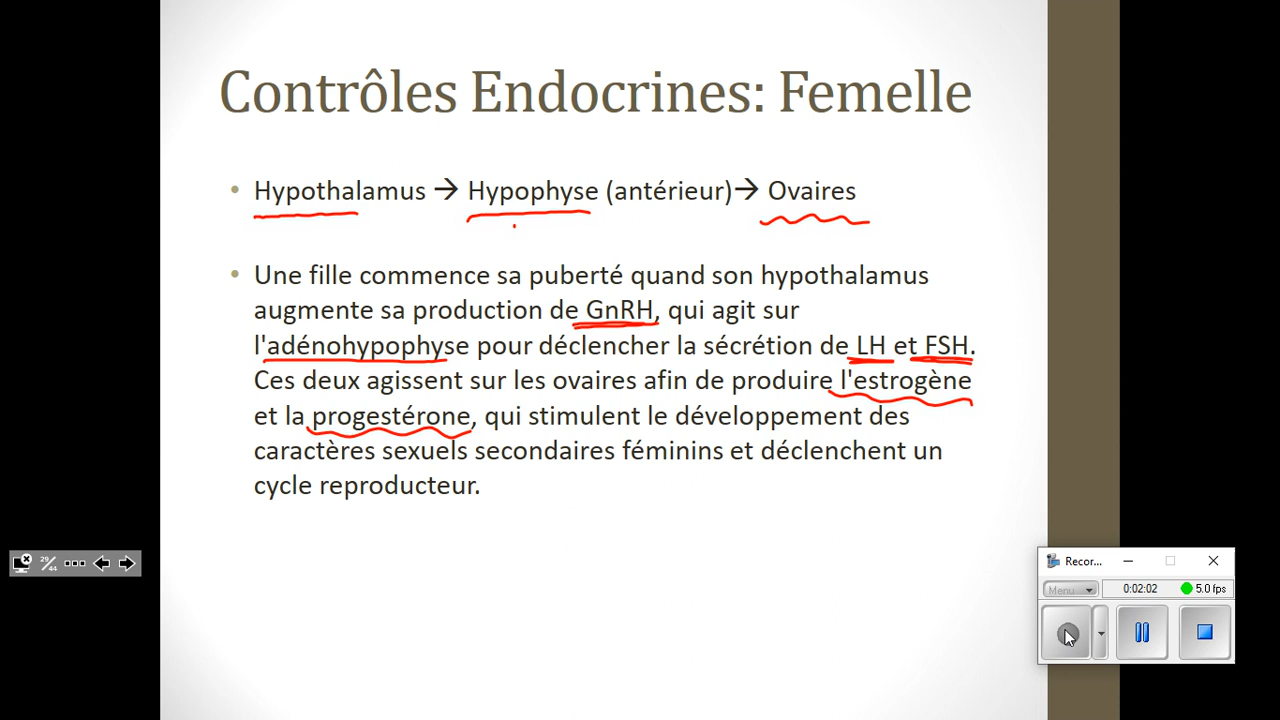 Contrôles Endocrines: Femelle
• Hypothalamus → Hypophyse (antérieur)→ Ovaires
• Une fille commence sa puberté quand son hypothalamus
augmente sa production de GnRH, qui agit sur
l'adénohypophyse pour déclencher la sécrétion de LH et FSH.
Ces deux agissent sur les ovaires afin de produire l'estrogène
et la progestérone, qui stimulent le développement des
caractères sexuels secondaires féminins et déclenchent un
cycle reproducteur.
29/44
Recor...
Menu
0:02:02
5.0 fps